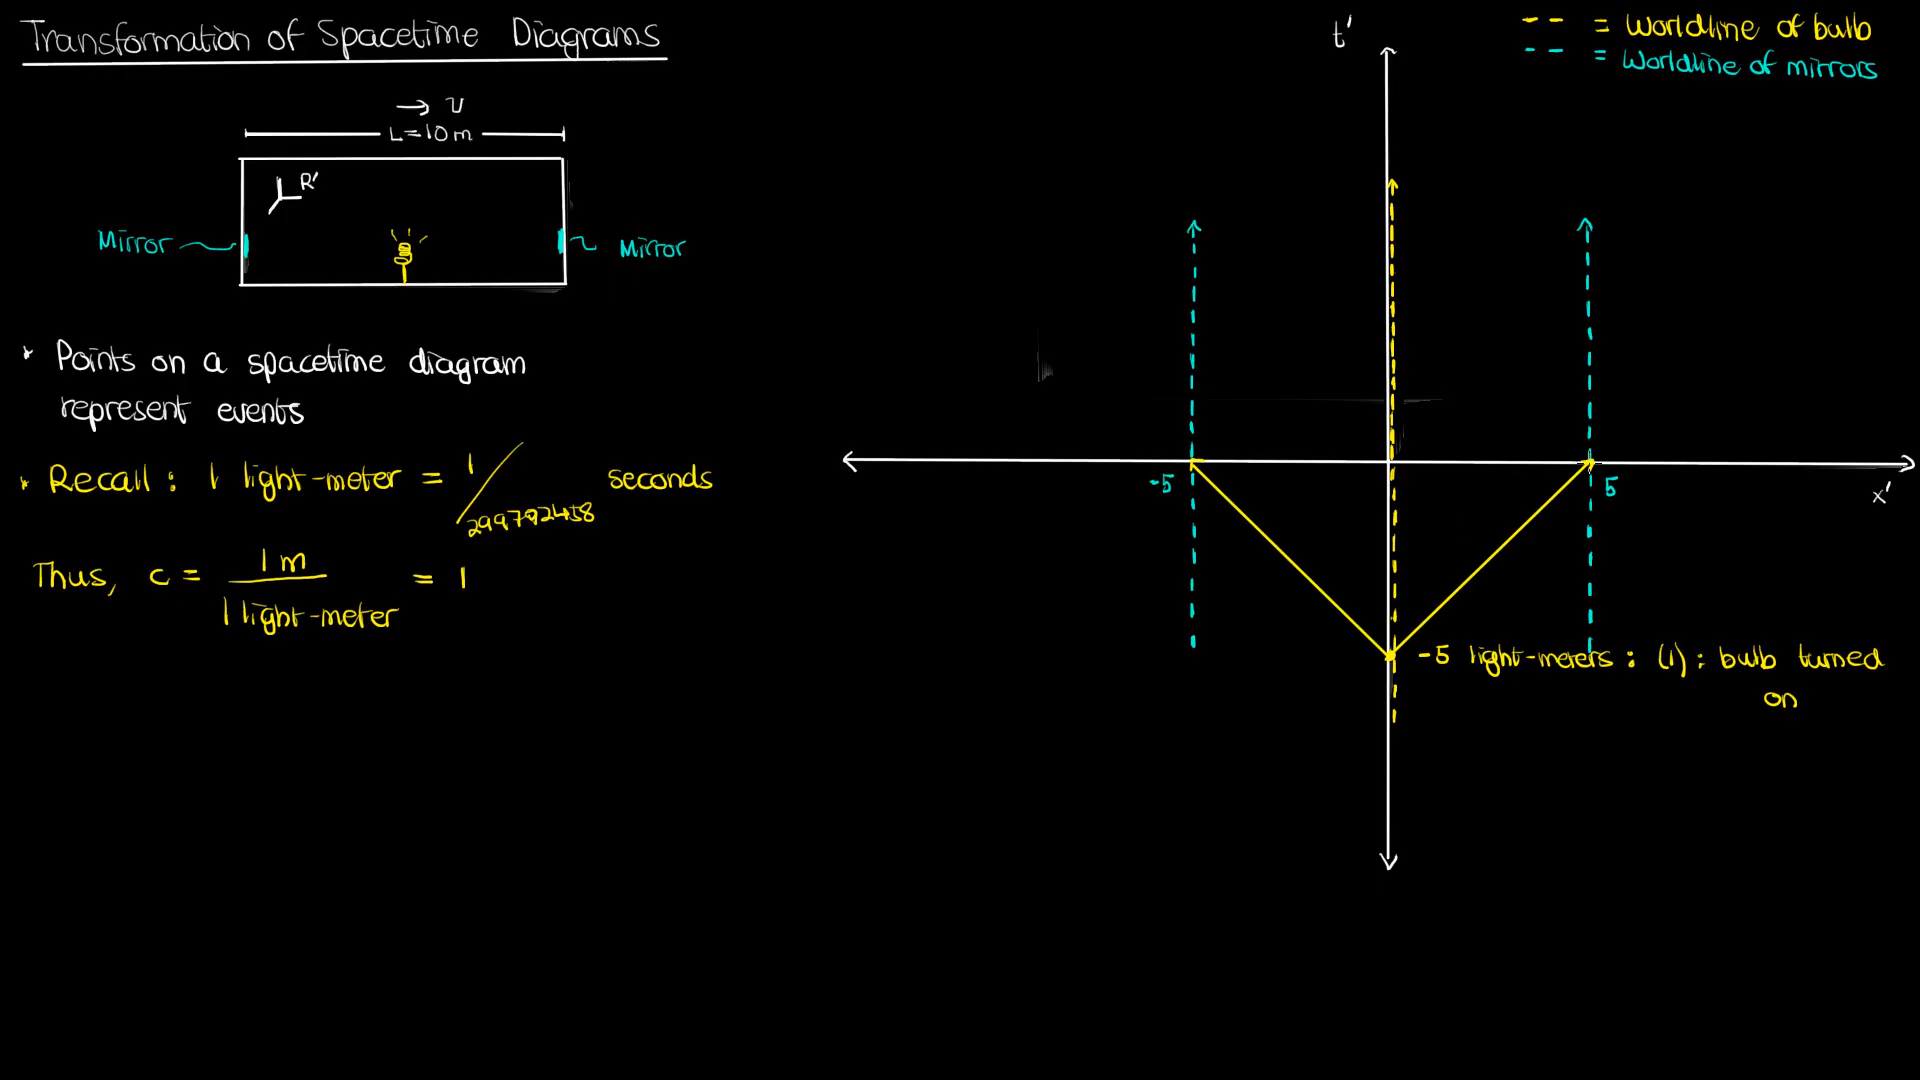 Transformation of Spacetime Diagrams
→ v
L=10m
R'
Mirror
Mirror
* Points on a spacetime diagram
represent events
* Recall: 1 light-meter = 1/299792458 seconds
Thus, c = 1m / 1 light-meter = 1
t'
-- = Worldline of bulb
-- = Worldline of mirrors
-5
5
x'
-5 light-meters : (1) : bulb turned
on